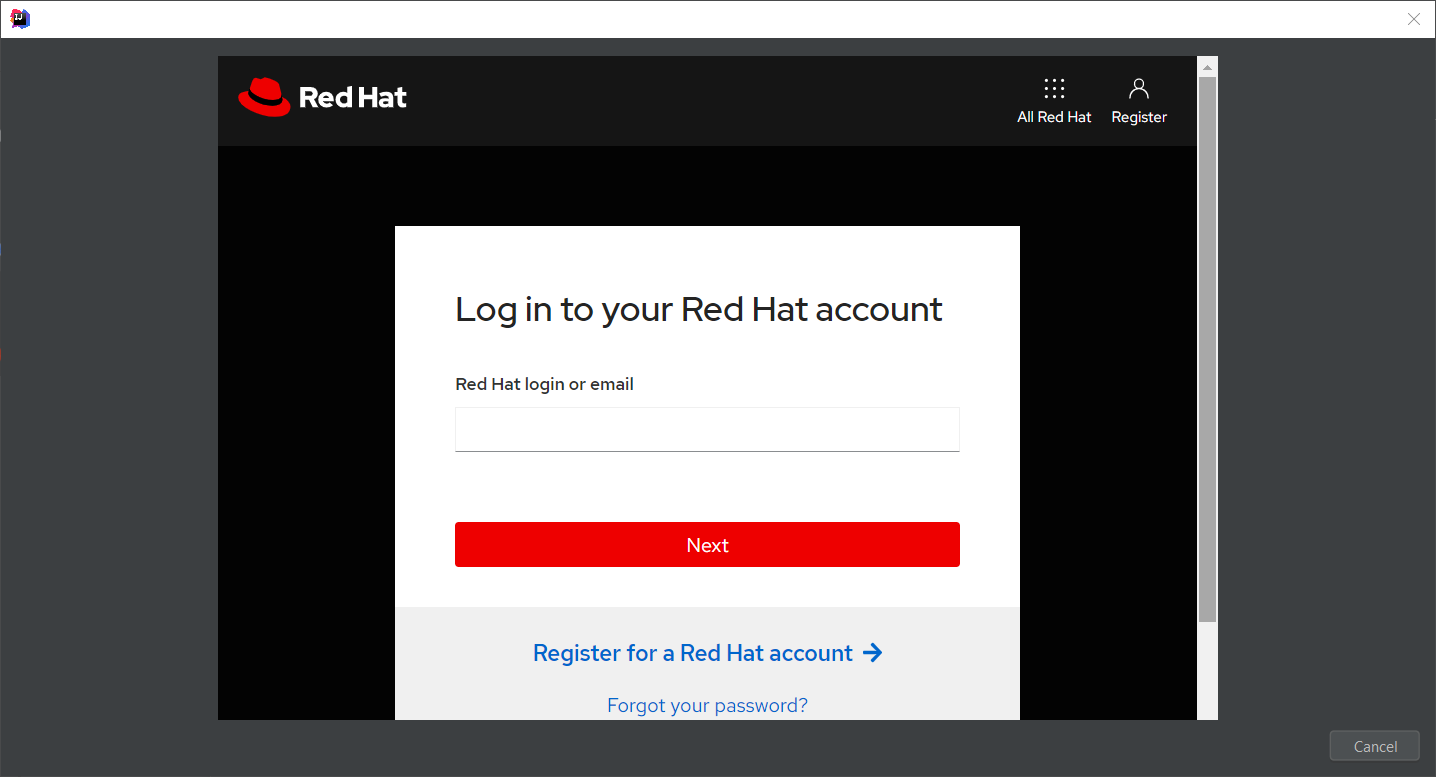 IJ
Red Hat
All Red Hat
Register
Log in to your Red Hat account
Red Hat login or email
Next
Register for a Red Hat account
Forgot your password?
Cancel